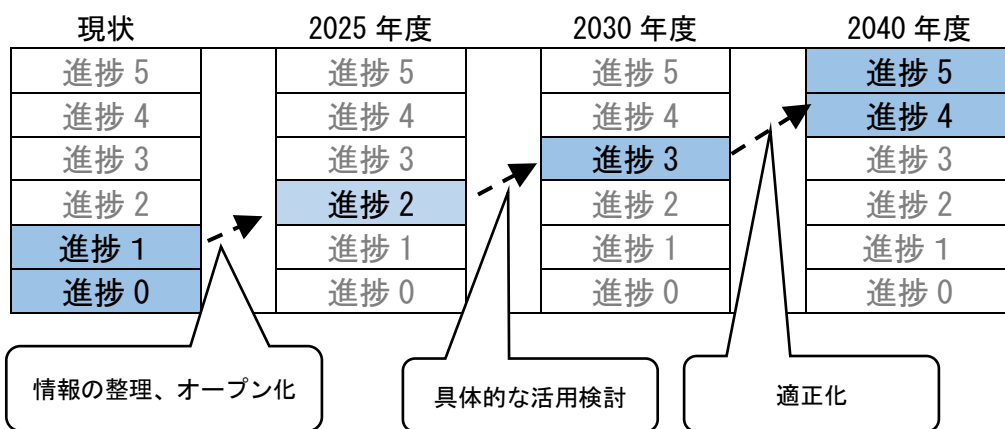 現状 2025 年度 2030 年度 2040 年度
進捗 5 進捗 5 進捗 5 進捗 5
進捗 4 進捗 4 進捗 4 進捗 4
進捗 3 進捗 3 進捗 3 進捗 3
進捗 2 進捗 2 進捗 2 進捗 2
進捗 1 進捗 1 進捗 1 進捗 1
進捗 0 進捗 0 進捗 0 進捗 0
情報の整理、オープン化 具体的な活用検討 適正化